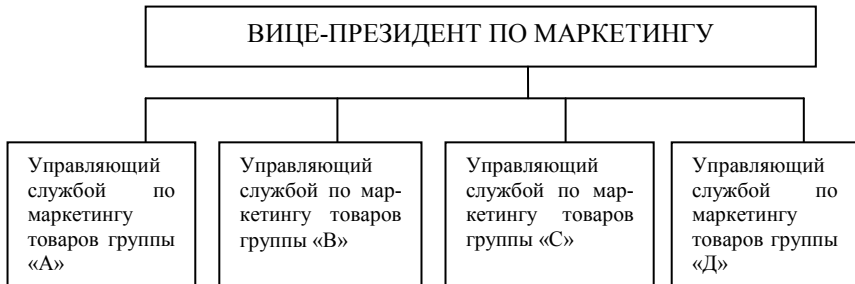 ВИЦЕ-ПРЕЗИДЕНТ ПО МАРКЕТИНГУ
Управляющий
службой по
маркетингу
товаров группы
«А»
Управляющий
службой по мар-
кетингу товаров
группы «В»
Управляющий
службой по мар-
кетингу товаров
группы «С»
Управляющий
службой по
маркетингу
товаров группы
«Д»